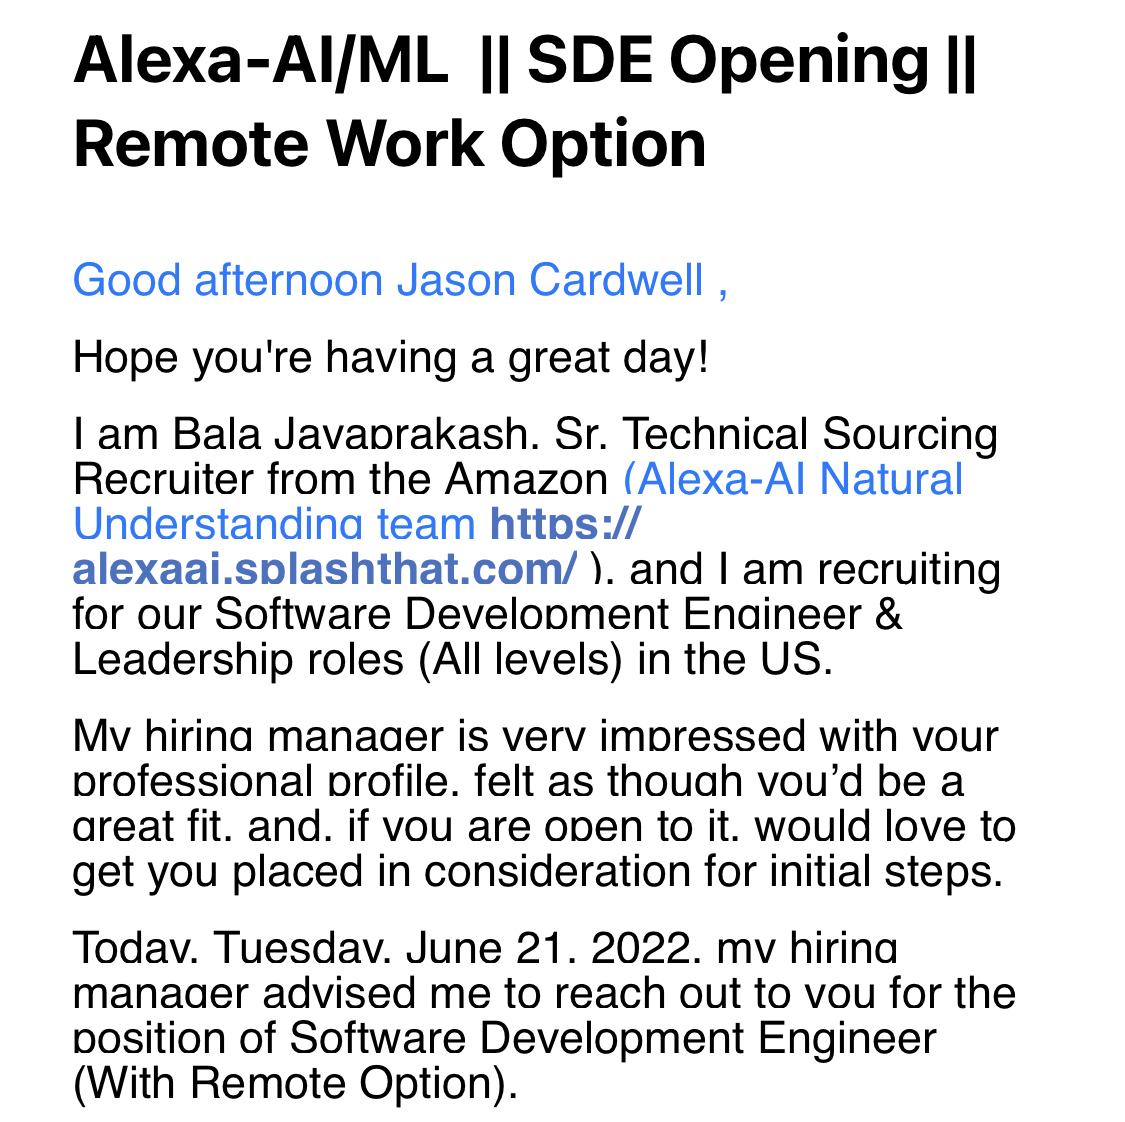 Alexa-AI/ML || SDE Opening ||
Remote Work Option
Good afternoon Jason Cardwell ,
Hope you're having a great day!
I am Bala Jayaprakash, Sr. Technical Sourcing
Recruiter from the Amazon (Alexa-AI Natural
Understanding team https://
alexaai.splashthat.com/ ), and I am recruiting
for our Software Development Engineer &
Leadership roles (All levels) in the US.
My hiring manager is very impressed with your
professional profile, felt as though you’d be a
great fit, and, if you are open to it, would love to
get you placed in consideration for initial steps.
Today, Tuesday, June 21, 2022, my hiring
manager advised me to reach out to you for the
position of Software Development Engineer
(With Remote Option).